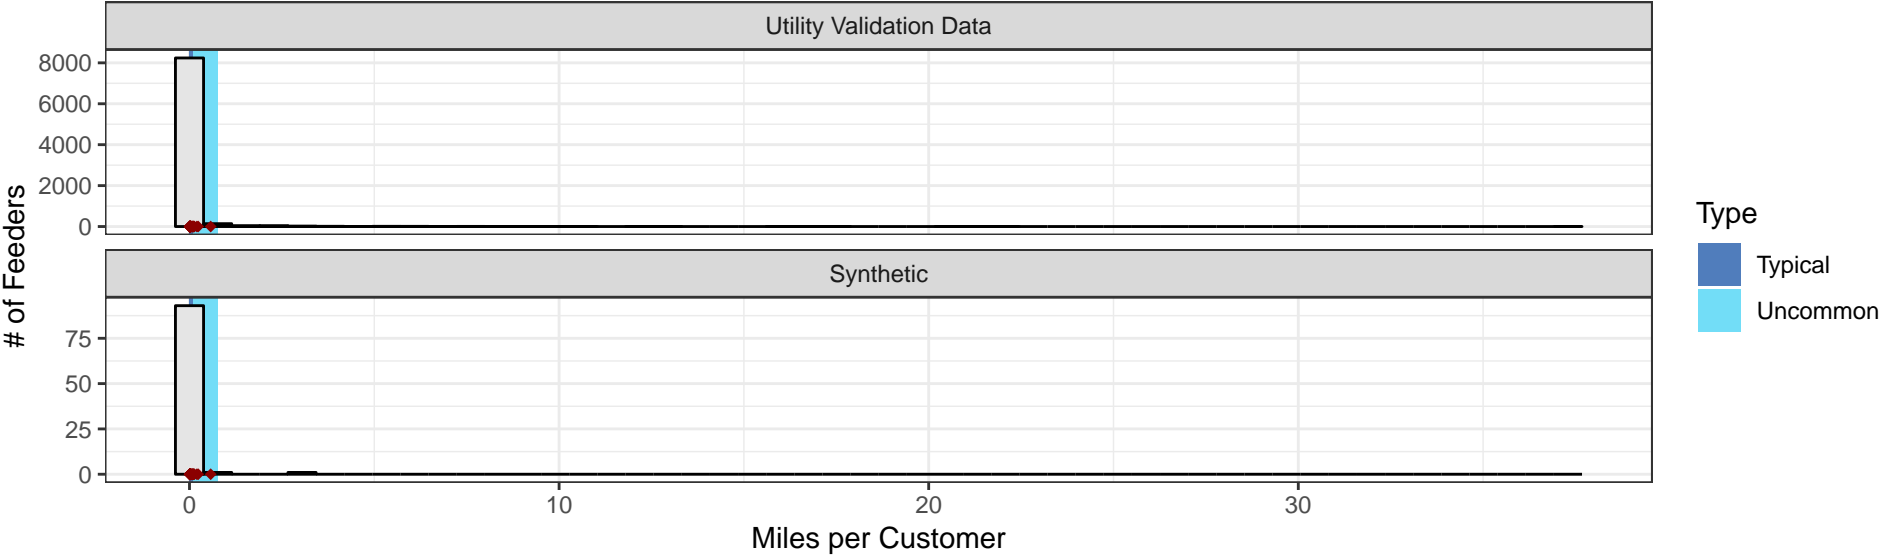 Utility Validation Data
8000
6000
4000
2000
0
Synthetic
75
50
25
0
0 10 20 30
Miles per Customer
# of Feeders
Type
Typical
Uncommon